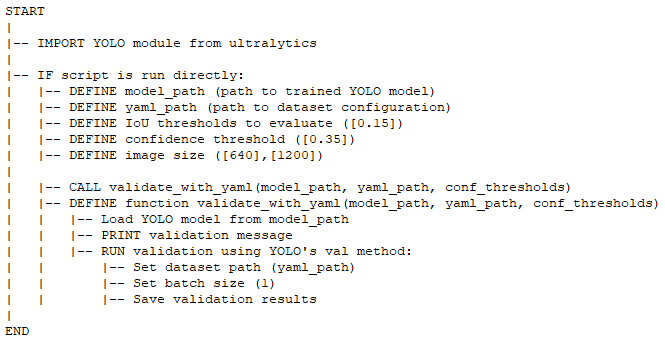 START
|
|-- IMPORT YOLO module from ultralytics
|
|-- IF script is run directly:
|   |-- DEFINE model_path (path to trained YOLO model)
|   |-- DEFINE yaml_path (path to dataset configuration)
|   |-- DEFINE IoU thresholds to evaluate ([0.15])
|   |-- DEFINE confidence threshold ([0.35])
|   |-- DEFINE image size ([640],[1200])
|
|   |-- CALL validate_with_yaml(model_path, yaml_path, conf_thresholds)
|   |-- DEFINE function validate_with_yaml(model_path, yaml_path, conf_thresholds)
|   |   |-- Load YOLO model from model_path
|   |   |-- PRINT validation message
|   |   |-- RUN validation using YOLO's val method:
|   |   |   |-- Set dataset path (yaml_path)
|   |   |   |-- Set batch size (1)
|   |   |   |-- Save validation results
|
END